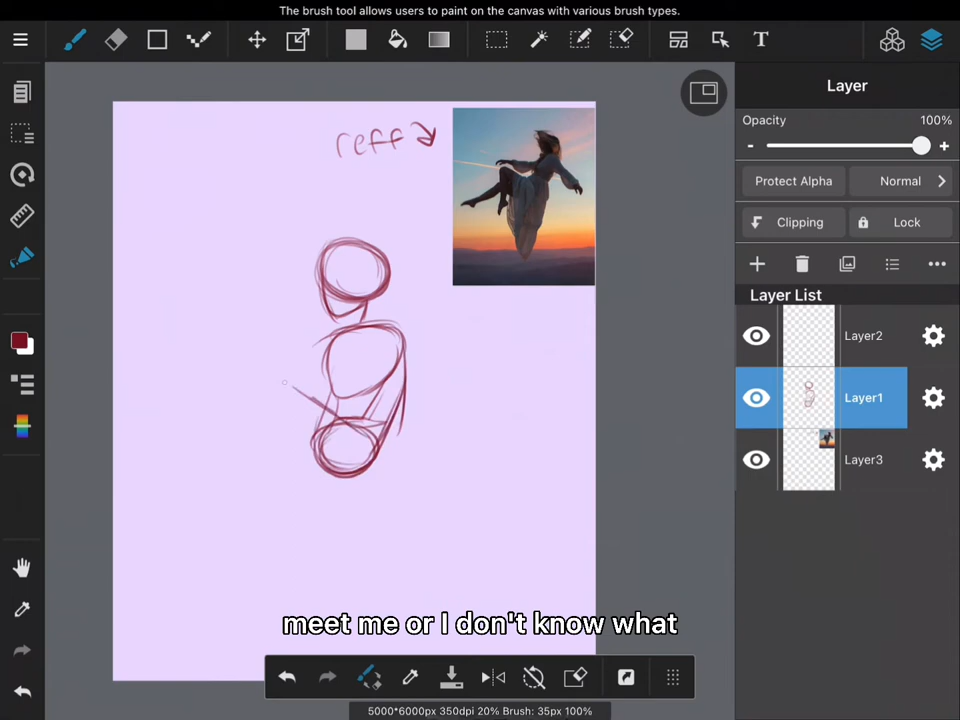 The brush tool allows users to paint on the canvas with various brush types.
T
Layer
Opacity 100%
- +
Protect Alpha Normal
Clipping Lock
Layer List
Layer2
Layer1
Layer3
reff
meet me or I don't know what
5000*6000px 350dpi 20% Brush: 35px 100%